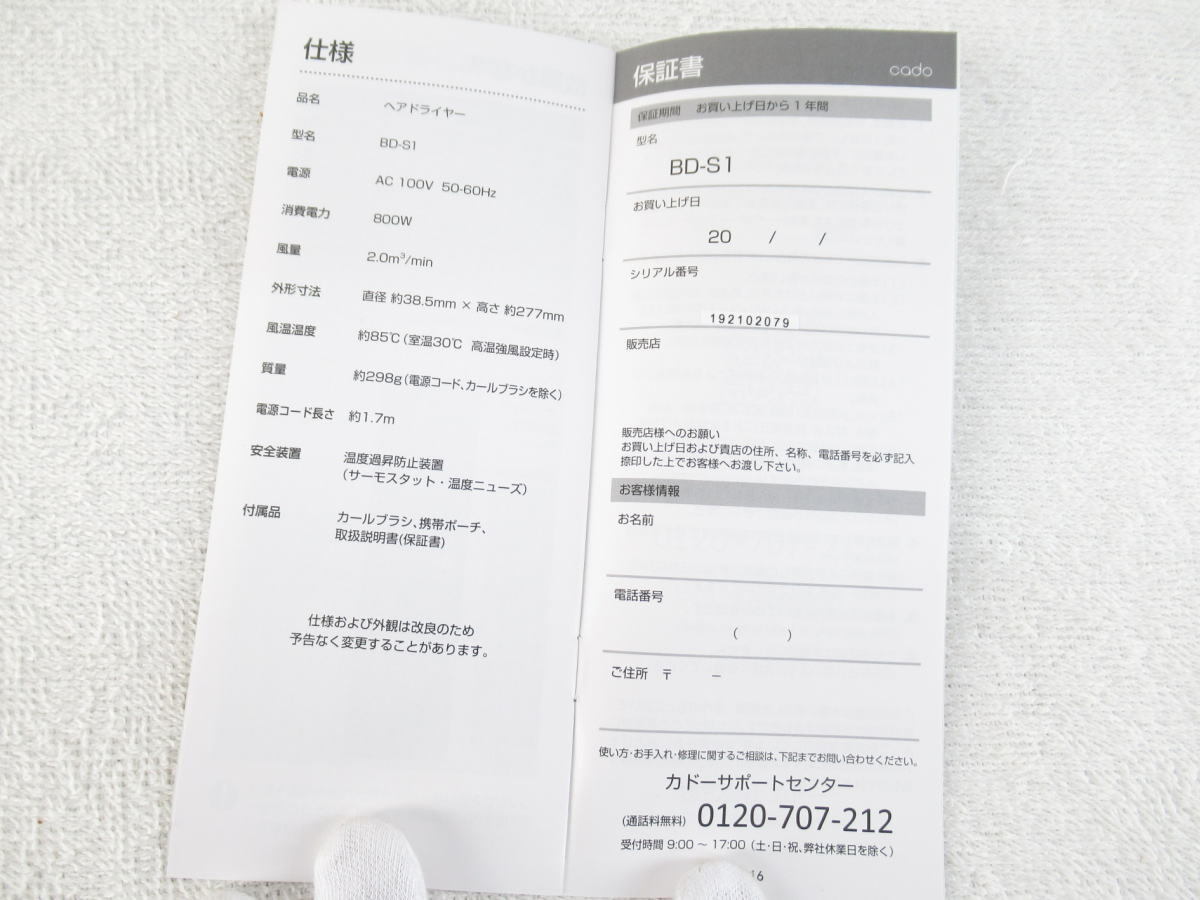 仕様
品名 ヘアドライヤー
型名 BD-S1
電源 AC 100V 50-60Hz
消費電力 800W
風量 2.0m³/min
外形寸法 直径 約38.5mm × 高さ 約277mm
風温温度 約85℃(室温30℃ 高温強風設定時)
質量 約298g(電源コード、カールブラシを除く)
電源コード長さ 約1.7m
安全装置 温度過昇防止装置
(サーモスタット・温度ニューズ)
付属品 カールブラシ、携帯ポーチ、
取扱説明書(保証書)
仕様および外観は改良のため
予告なく変更することがあります。
保証書 cado
保証期間 お買い上げ日から1年間
型名
BD-S1
お買い上げ日
20 / /
シリアル番号
192102079
販売店
販売店様へのお願い
お買い上げ日および貴店の住所、名称、電話番号を必ず記入
捺印した上でお客様へお渡し下さい。
お客様情報
お名前
電話番号
( )
ご住所 〒 －
使い方・お手入れ・修理に関するご相談は、下記までお問い合わせください。
カドーサポートセンター
(通話料無料) 0120-707-212
受付時間 9:00 ～ 17:00 (土・日・祝、弊社休業日を除く)
16